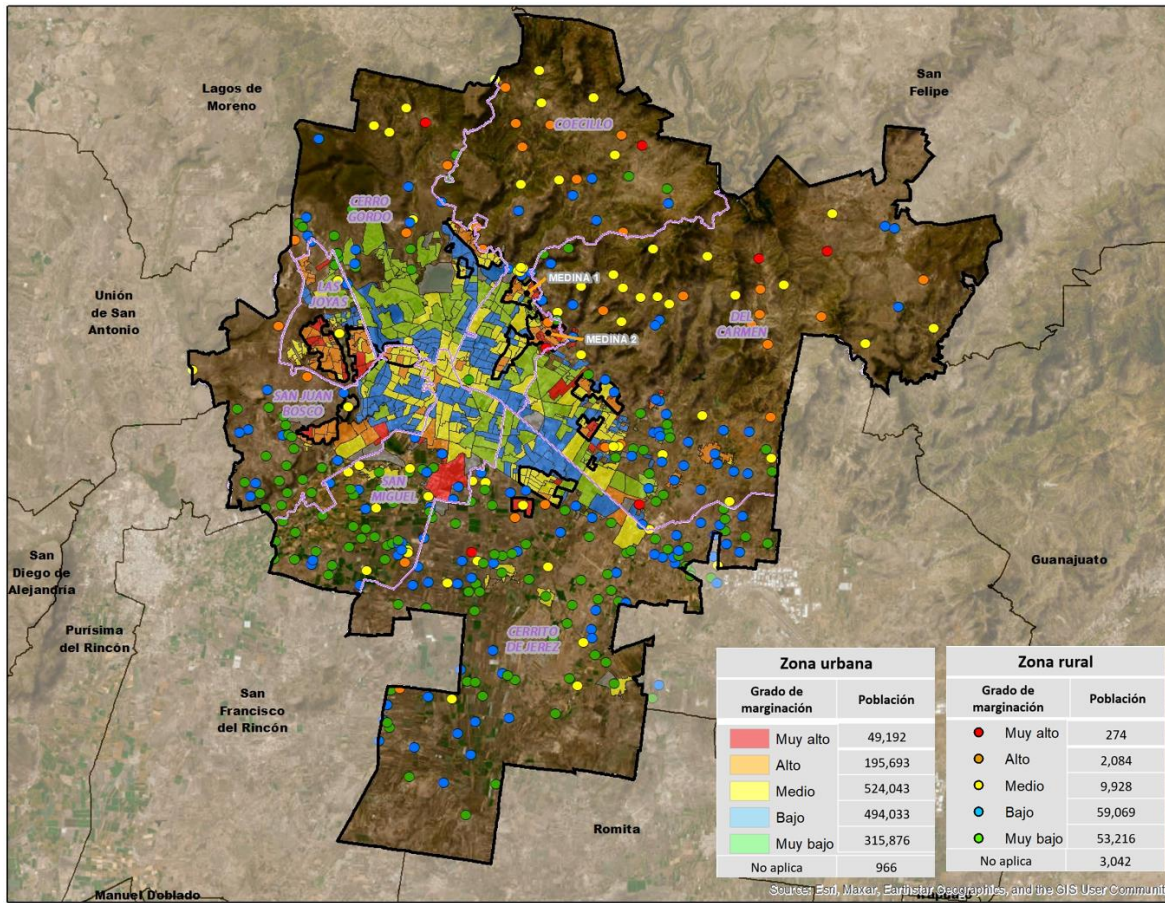 Lagos de
Moreno
San
Felipe
COECILLO
CERRO
GORDO
Unión
de San
Antonio
LAS
JOYAS
MEDINA 1
DEL
CARMEN
MEDINA 2
SAN JUAN
BOSCO
SAN
MIGUEL
San
Diego de
Alejandría
Guanajuato
Purísima
del Rincón
CERRITO
DE JEREZ
San
Francisco
del Rincón
Romita
Manuel Doblado
Zona urbana
Grado de
marginación
Población
Muy alto 49,192
Alto 195,693
Medio 524,043
Bajo 494,033
Muy bajo 315,876
No aplica 966
Zona rural
Grado de
marginación
Población
Muy alto 274
Alto 2,084
Medio 9,928
Bajo 59,069
Muy bajo 53,216
No aplica 3,042
Source: Esri, Maxar, Earthstar Geographics, and the GIS User Communit